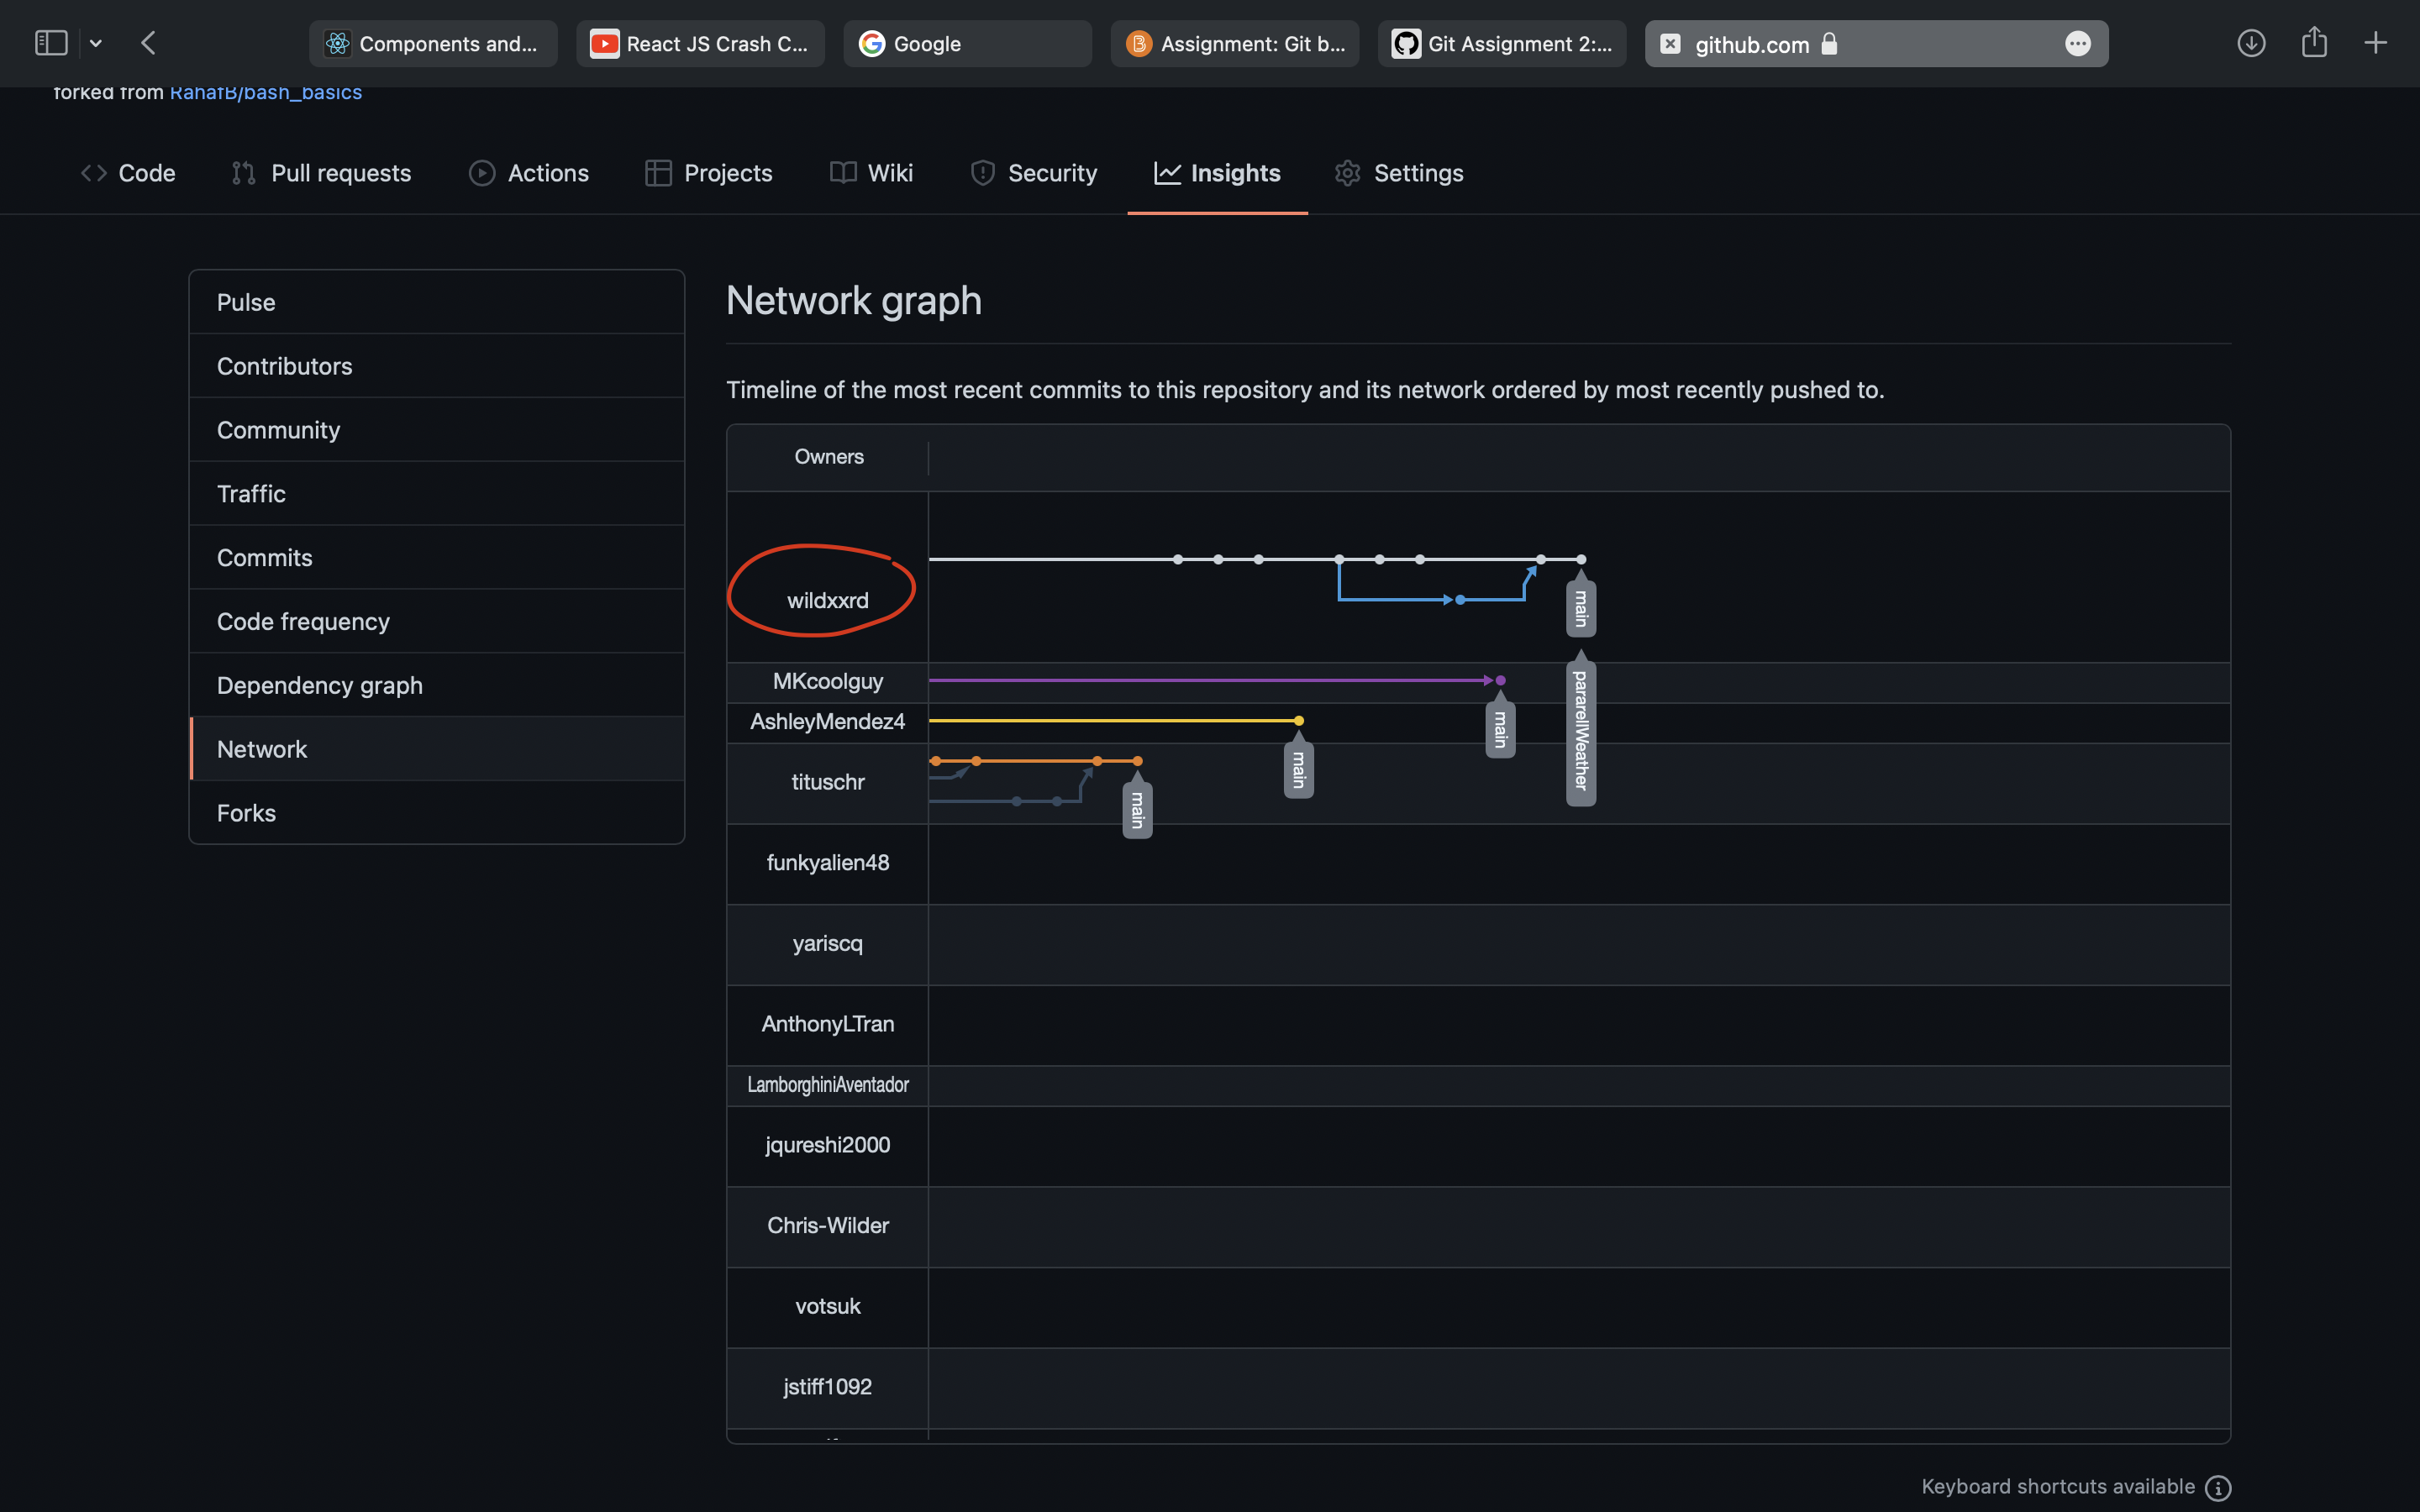 Components and...
React JS Crash C...
Google
Assignment: Git b...
Git Assignment 2:...
github.com
forked from RahafB/bash_basics
Code
Pull requests
Actions
Projects
Wiki
Security
Insights
Settings
Pulse
Contributors
Community
Traffic
Commits
Code frequency
Dependency graph
Network
Forks
Network graph
Timeline of the most recent commits to this repository and its network ordered by most recently pushed to.
Owners
wildxxrd
main
pararellWeather
MKcoolguy
main
AshleyMendez4
main
tituschr
main
funkyalien48
yariscq
AnthonyLTran
LamborghiniAventador
jqureshi2000
Chris-Wilder
votsuk
jstiff1092
Keyboard shortcuts available